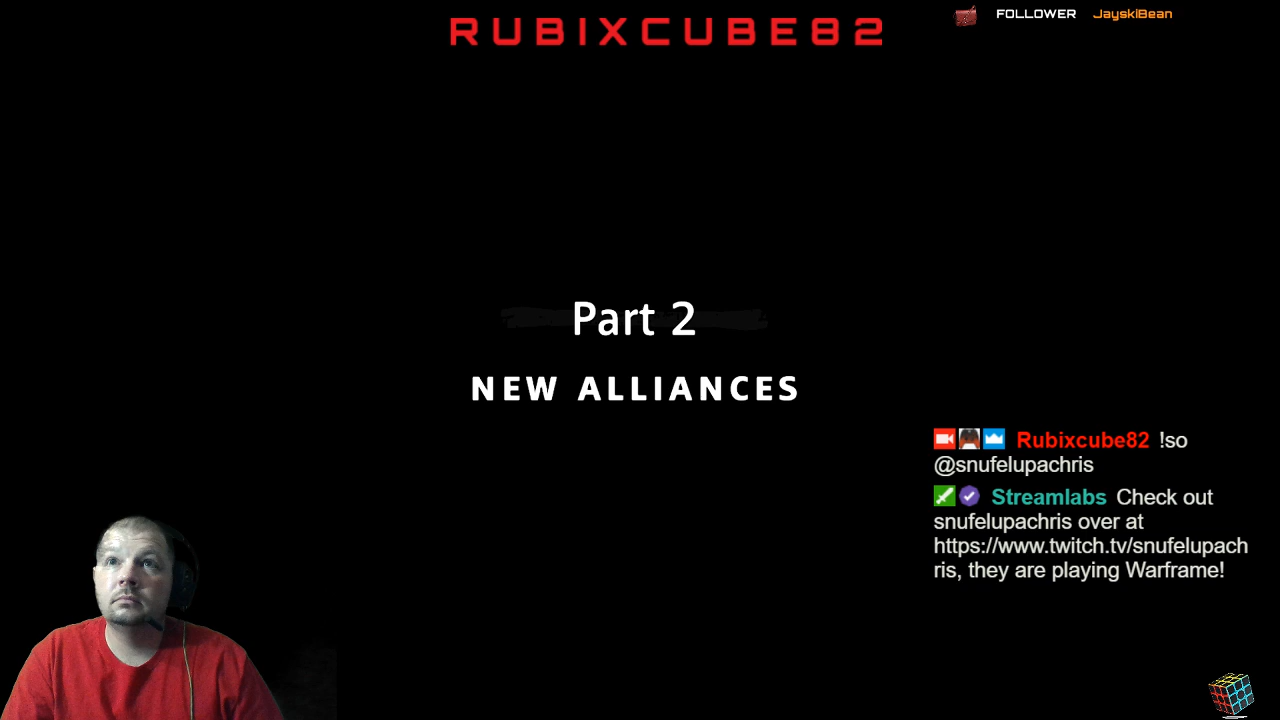 RUBIXCUBE82
FOLLOWER JayskiBean
Part 2
NEW ALLIANCES
Rubixcube82 !so
@snufelupachris
Streamlabs Check out
snufelupachris over at
https://www.twitch.tv/snufelupach
ris, they are playing Warframe!